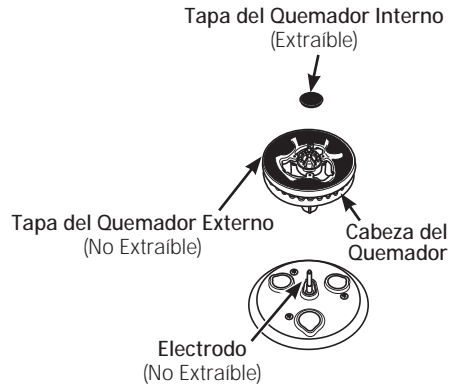 Tapa del Quemador Interno
(Extraíble)
Tapa del Quemador Externo
(No Extraíble)
Cabeza del
Quemador
Electrodo
(No Extraíble)